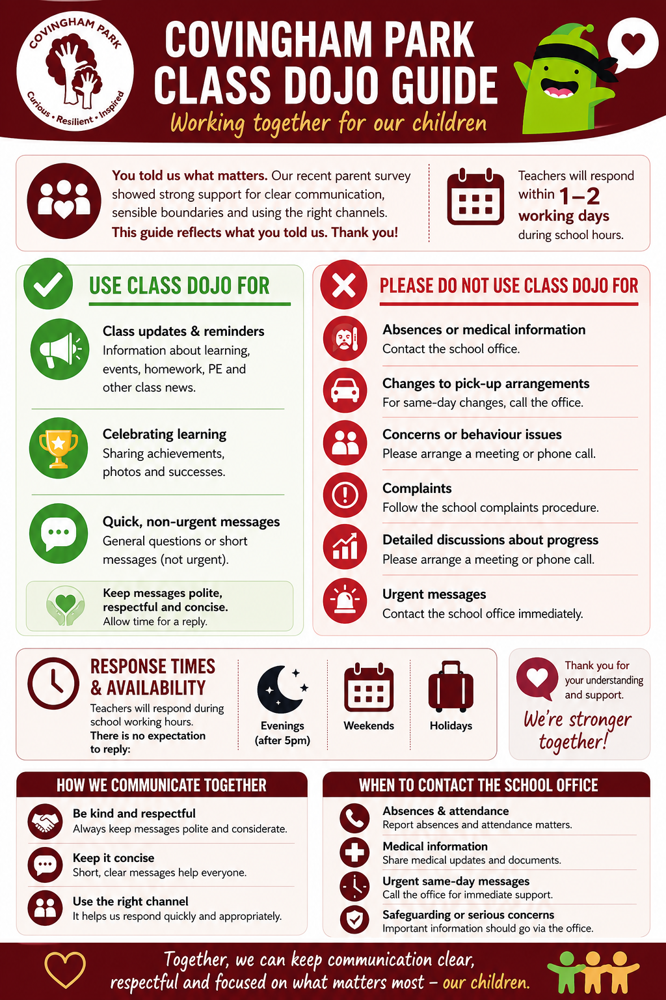 COVINGHAM PARK
Curious • Resilient • Inspired
COVINGHAM PARK
CLASS DOJO GUIDE
Working together for our children
You told us what matters. Our recent parent survey
showed strong support for clear communication,
sensible boundaries and using the right channels.
This guide reflects what you told us. Thank you!
Teachers will respond
within 1–2
working days
during school hours.
USE CLASS DOJO FOR
Class updates & reminders
Information about learning,
events, homework, PE and
other class news.
Celebrating learning
Sharing achievements,
photos and successes.
Quick, non-urgent messages
General questions or short
messages (not urgent).
Keep messages polite,
respectful and concise.
Allow time for a reply.
PLEASE DO NOT USE CLASS DOJO FOR
Absences or medical information
Contact the school office.
Changes to pick-up arrangements
For same-day changes, call the office.
Concerns or behaviour issues
Please arrange a meeting or phone call.
Complaints
Follow the school complaints procedure.
Detailed discussions about progress
Please arrange a meeting or phone call.
Urgent messages
Contact the school office immediately.
RESPONSE TIMES
& AVAILABILITY
Teachers will respond during
school working hours.
There is no expectation
to reply:
Evenings
(after 5pm)
Weekends
Holidays
Thank you for
your understanding
and support.
We're stronger
together!
HOW WE COMMUNICATE TOGETHER
Be kind and respectful
Always keep messages polite and considerate.
Keep it concise
Short, clear messages help everyone.
Use the right channel
It helps us respond quickly and appropriately.
WHEN TO CONTACT THE SCHOOL OFFICE
Absences & attendance
Report absences and attendance matters.
Medical information
Share medical updates and documents.
Urgent same-day messages
Call the office for immediate support.
Safeguarding or serious concerns
Important information should go via the office.
Together, we can keep communication clear,
respectful and focused on what matters most – our children.